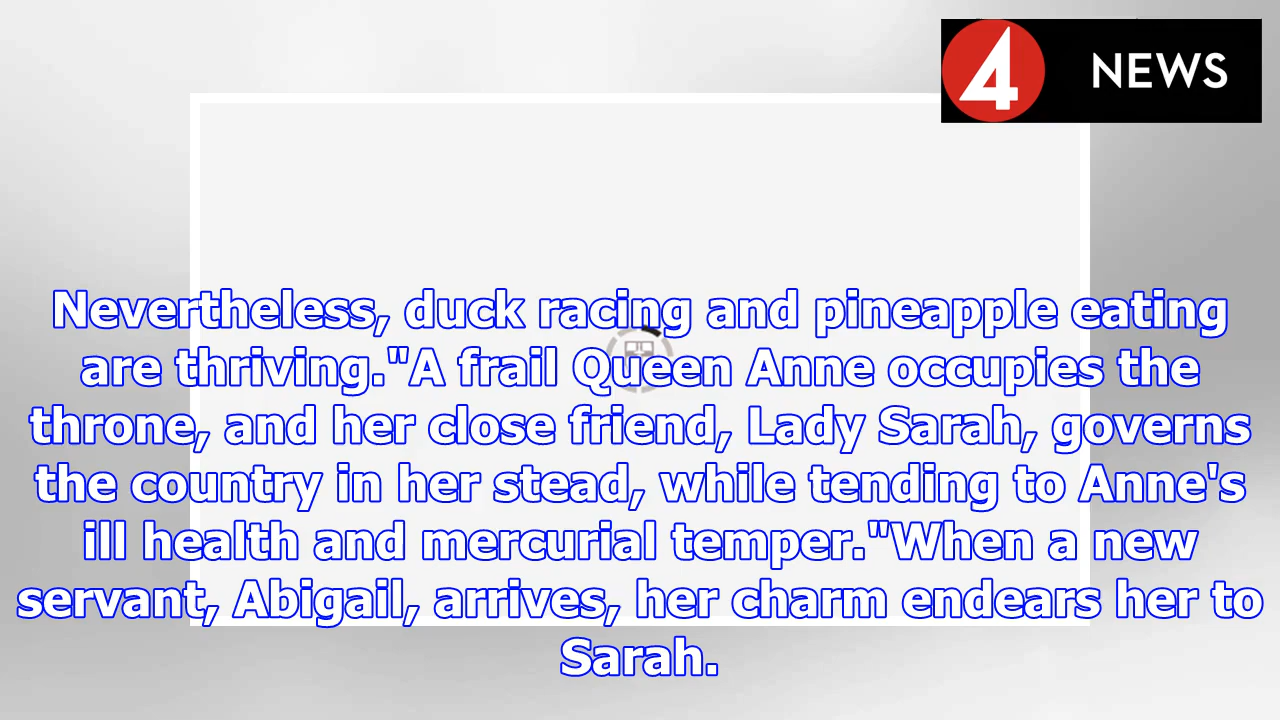 4 NEWS
Nevertheless, duck racing and pineapple eating
are thriving."A frail Queen Anne occupies the
throne, and her close friend, Lady Sarah, governs
the country in her stead, while tending to Anne's
ill health and mercurial temper."When a new
servant, Abigail, arrives, her charm endears her to
Sarah.